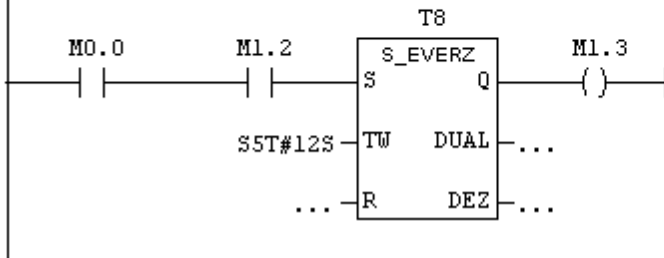 T8
M0.0 M1.2 S_EVERZ M1.3
S Q
S5T#12S TW DUAL ...
... R DEZ ...